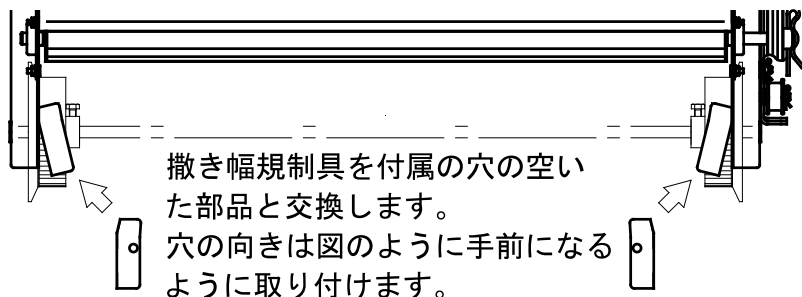 撒き幅規制具を付属の穴の空い
た部品と交換します。
穴の向きは図のように手前になる
ように取り付けます。